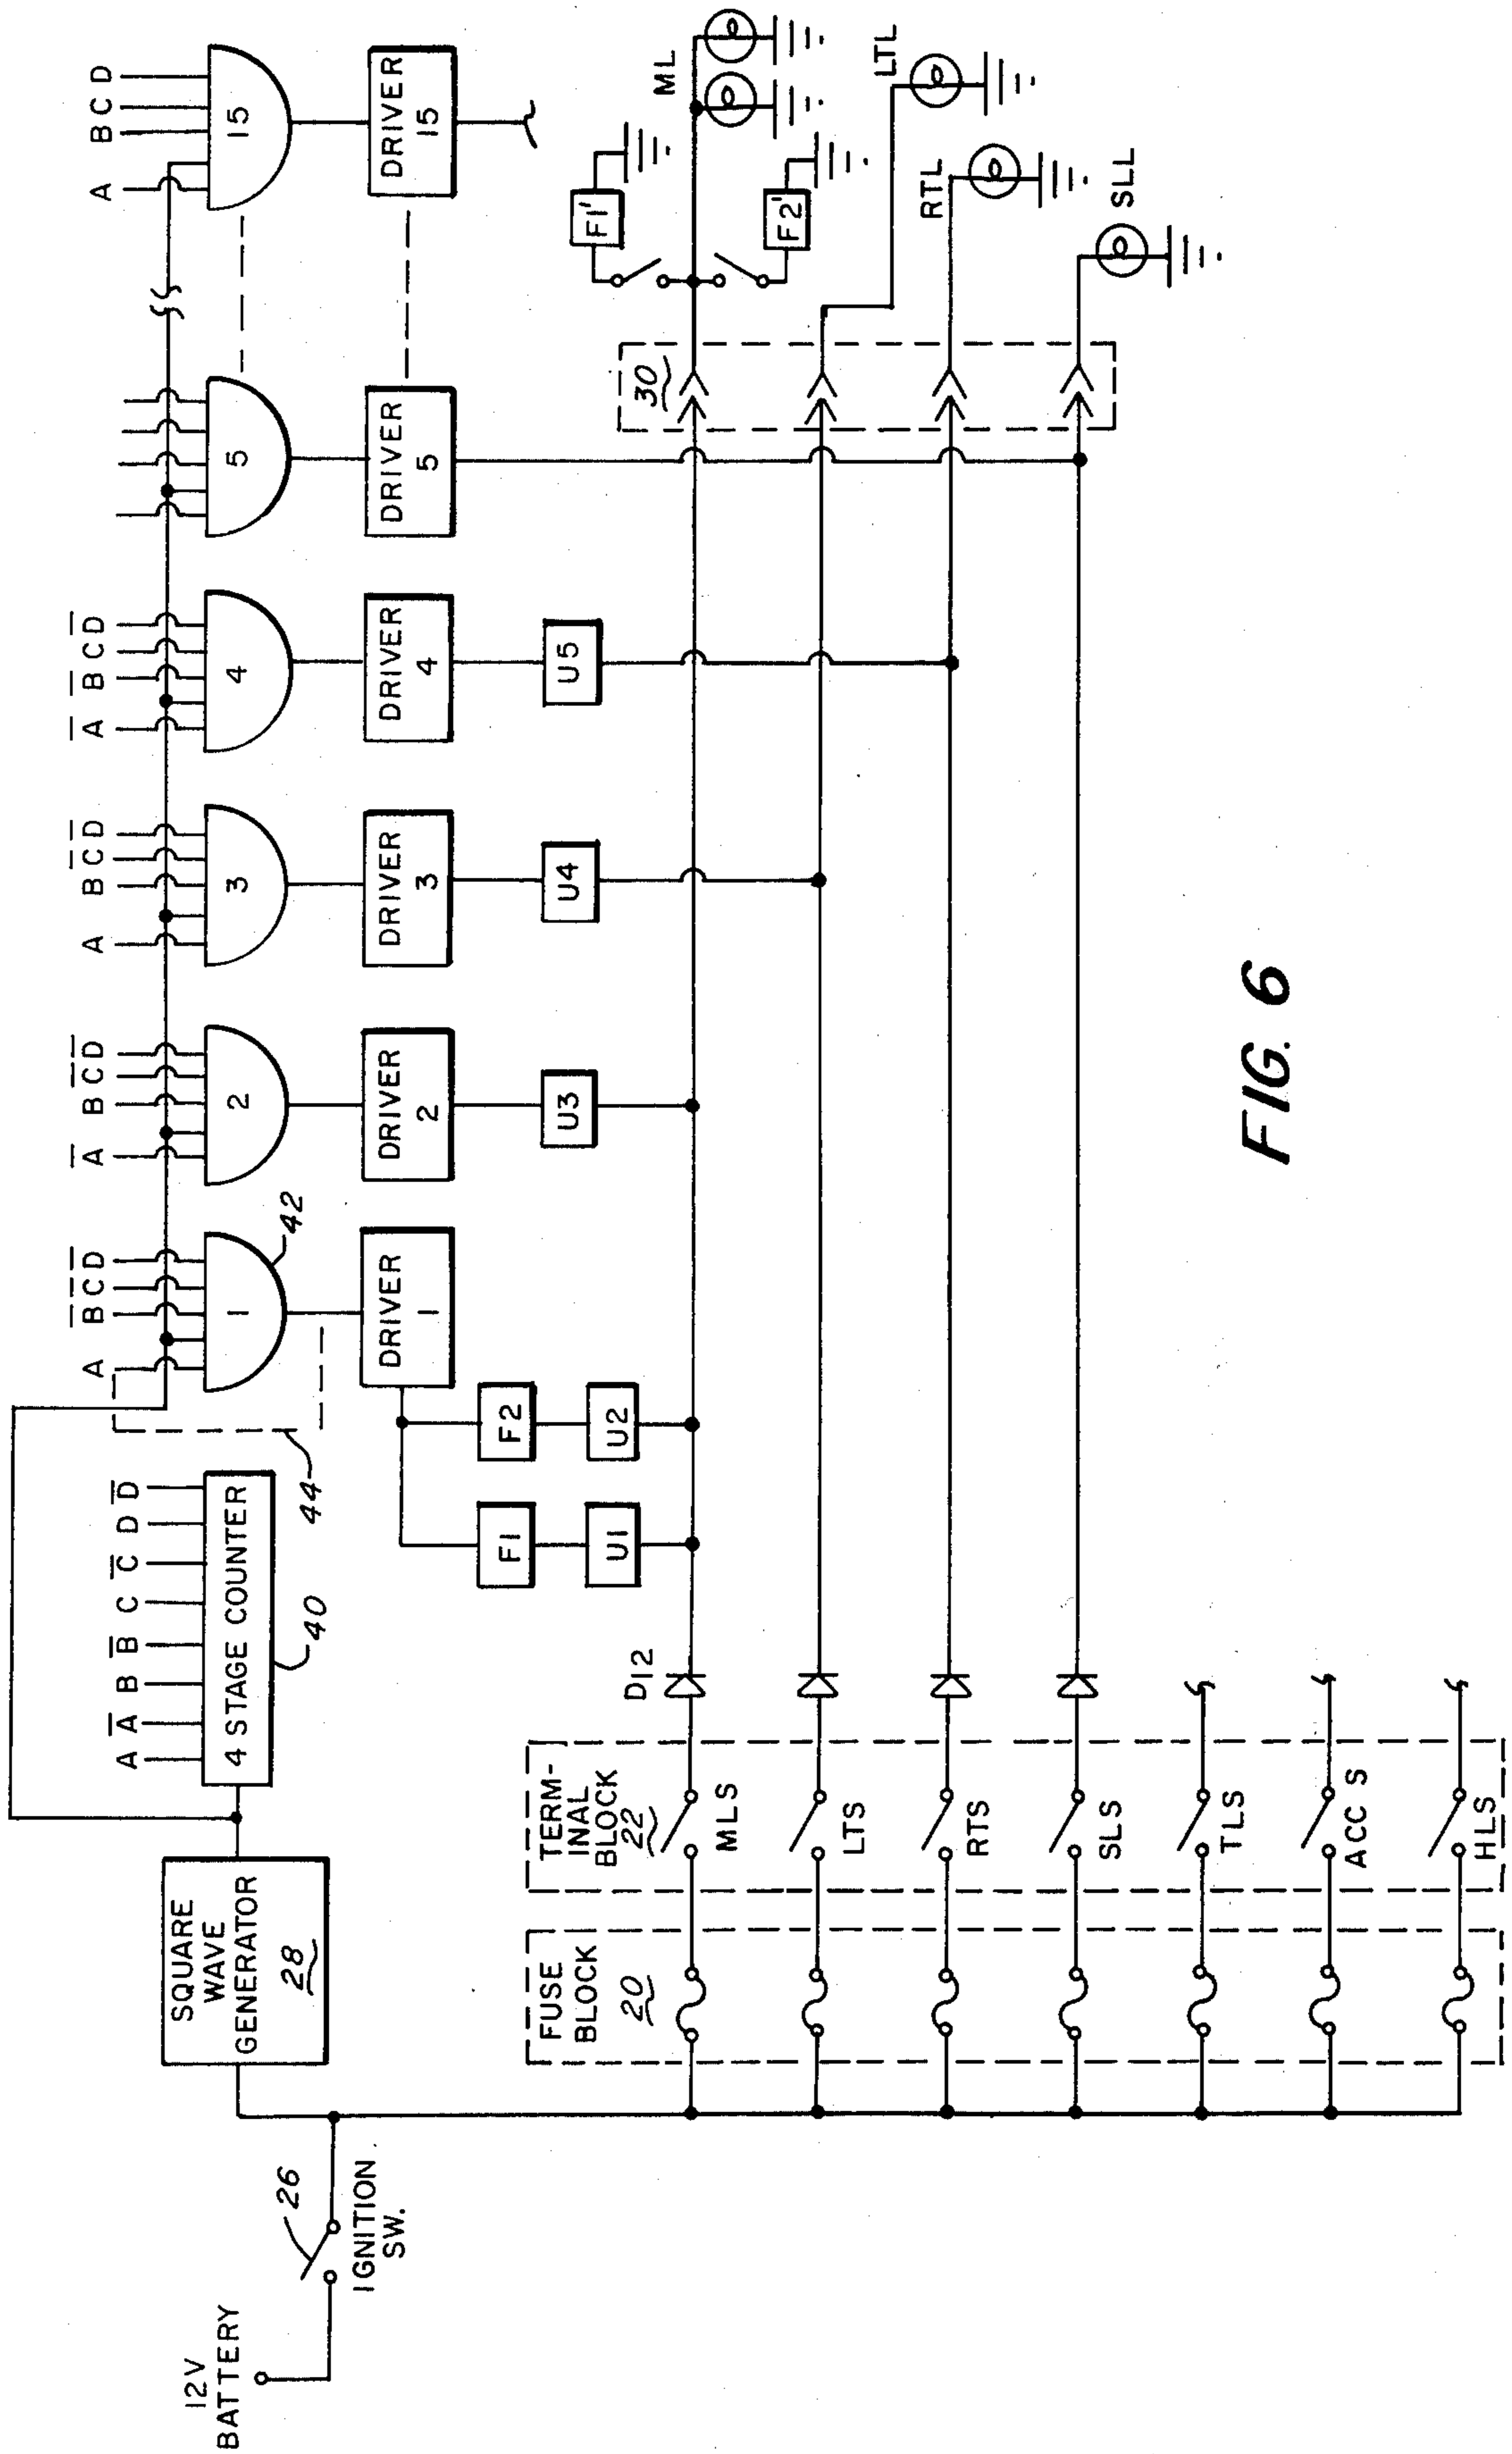 12V
BATTERY
26
IGNITION
SW.
SQUARE
WAVE
GENERATOR
28
A A̅ B B̅ C C̅ D D̅
4 STAGE COUNTER
40
44
A B̅ C̅ D̅
1
42
A̅ B C̅ D̅
2
A B C̅ D̅
3
A̅ B̅ C D̅
4
5
A B C D
15
DRIVER
1
DRIVER
2
DRIVER
3
DRIVER
4
DRIVER
5
DRIVER
15
F1
F2
U1
U2
U3
U4
U5
FUSE
BLOCK
20
TERM-
INAL
BLOCK
22
MLS
LTS
RTS
SLS
TLS
ACC S
HLS
D12
30
F1'
F2'
ML
LTL
RTL
SLL
FIG. 6